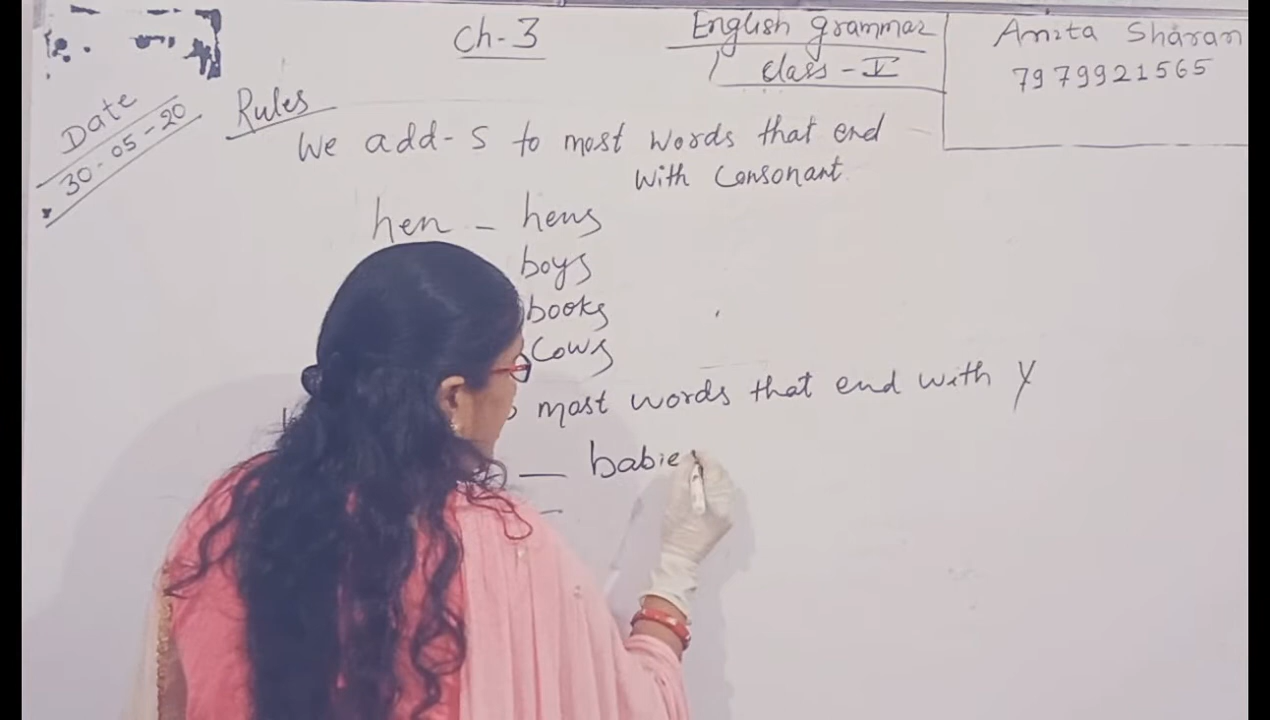 Ch-3
English grammar
Class - V
Anita Sharan
7979921565
Date
30-05-20
Rules
We add - S to most words that end
with Consonant
hen - hens
boys
books
Cows
most words that end with Y
— babie